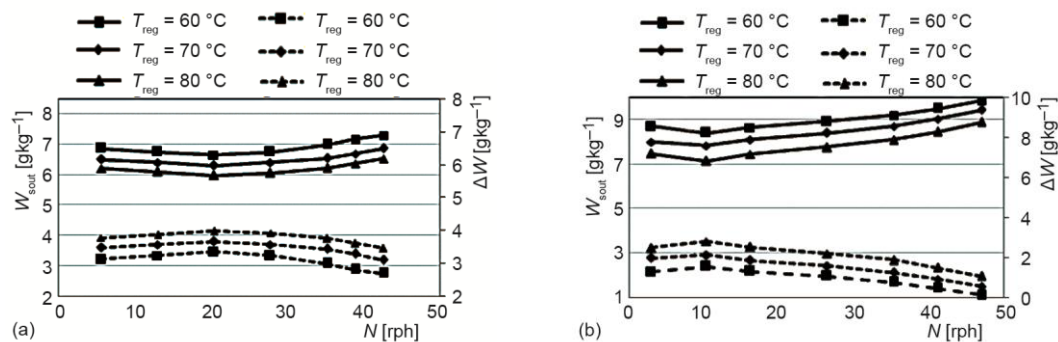 T_reg = 60 °C T_reg = 60 °C
T_reg = 70 °C T_reg = 70 °C
T_reg = 80 °C T_reg = 80 °C
W_sout [gkg⁻¹]
8
7
6
5
4
3
2
ΔW [gkg⁻¹]
8
7
6
5
4
3
2
0 10 20 30 40 50
(a)
N [rph]
T_reg = 60 °C T_reg = 60 °C
T_reg = 70 °C T_reg = 70 °C
T_reg = 80 °C T_reg = 80 °C
W_sout [gkg⁻¹]
9
7
5
3
1
ΔW [gkg⁻¹]
10
8
6
4
2
0
0 10 20 30 40 50
(b)
N [rph]